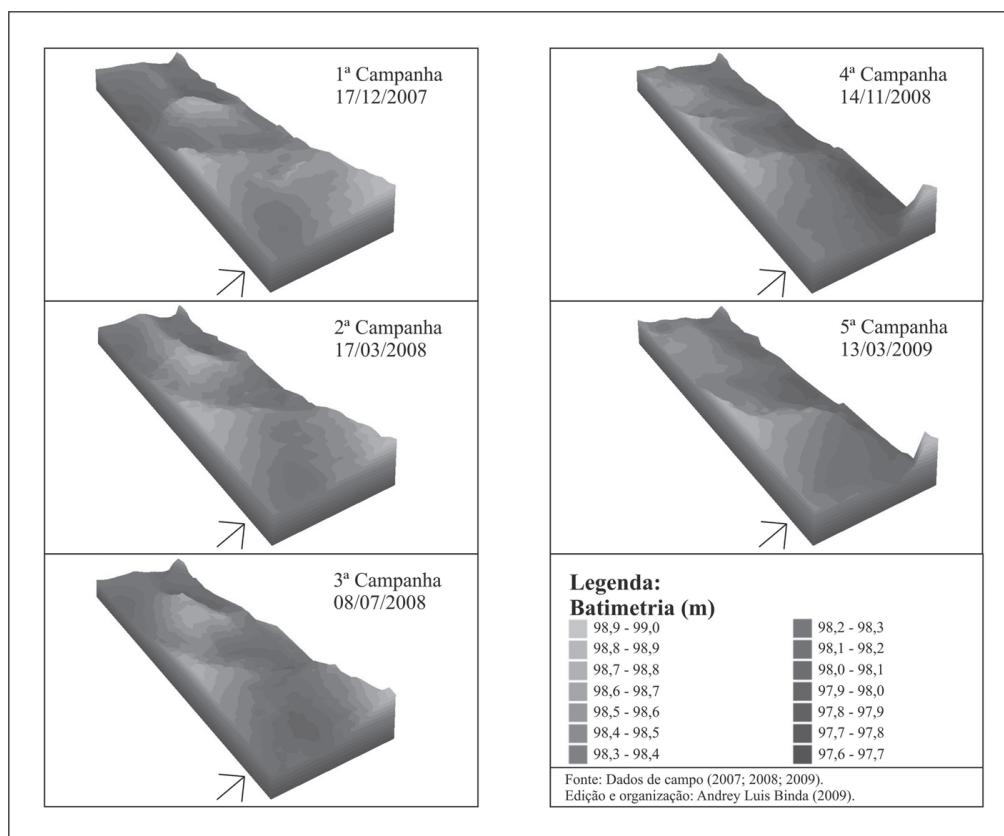 1ª Campanha
17/12/2007
2ª Campanha
17/03/2008
3ª Campanha
08/07/2008
4ª Campanha
14/11/2008
5ª Campanha
13/03/2009
Legenda:
Batimetria (m)
98,9 - 99,0
98,8 - 98,9
98,7 - 98,8
98,6 - 98,7
98,5 - 98,6
98,4 - 98,5
98,3 - 98,4
98,2 - 98,3
98,1 - 98,2
98,0 - 98,1
97,9 - 98,0
97,8 - 97,9
97,7 - 97,8
97,6 - 97,7
Fonte: Dados de campo (2007; 2008; 2009).
Edição e organização: Andrey Luis Binda (2009).